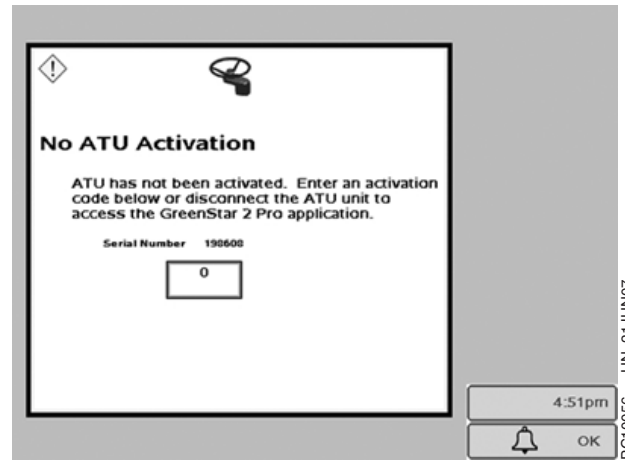 No ATU Activation
ATU has not been activated. Enter an activation
code below or disconnect the ATU unit to
access the GreenStar 2 Pro application.
Serial Number 198608
0
4:51pm
OK